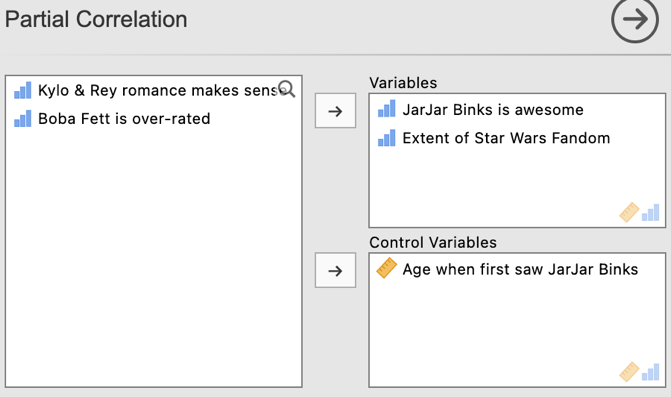 Partial Correlation
Kylo & Rey romance makes sense
Boba Fett is over-rated
Variables
JarJar Binks is awesome
Extent of Star Wars Fandom
Control Variables
Age when first saw JarJar Binks